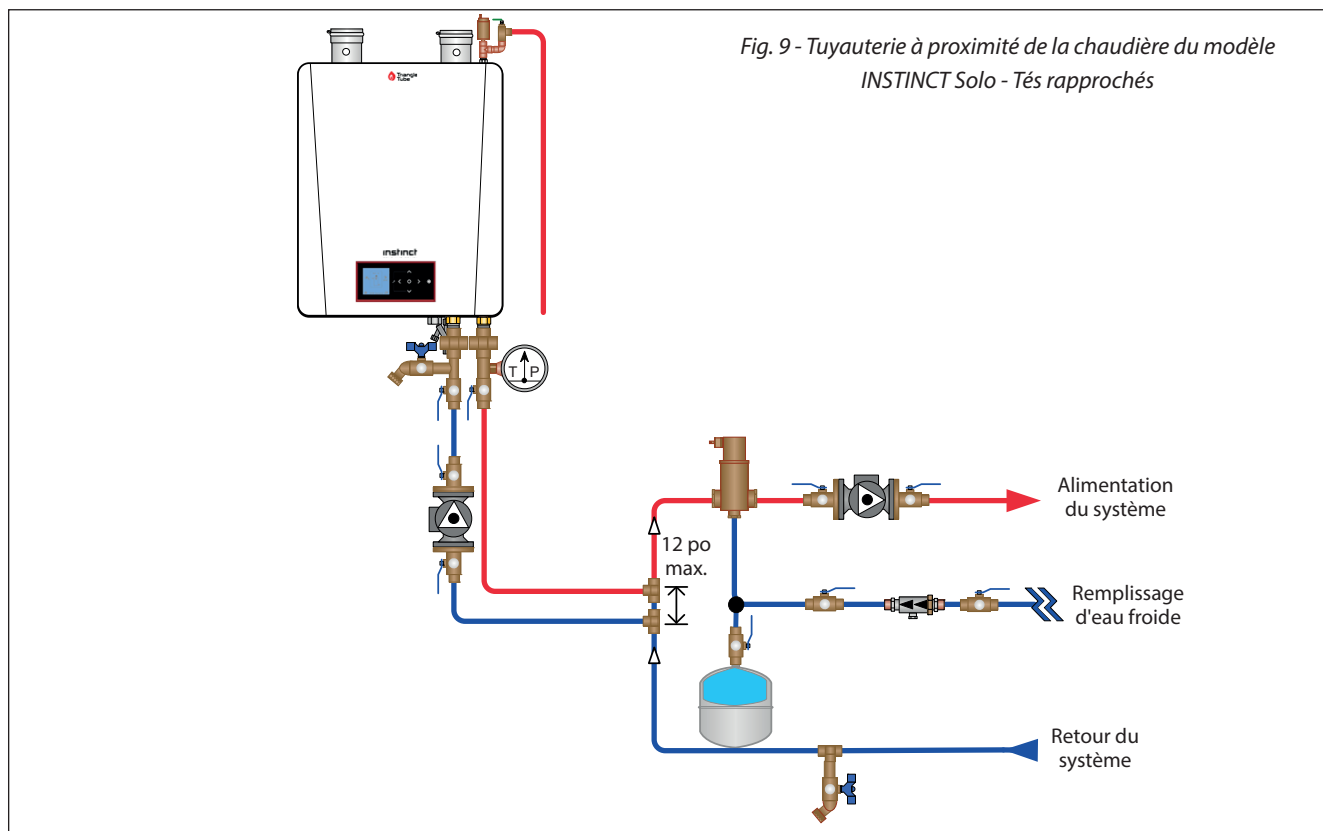 Fig. 9 - Tuyauterie à proximité de la chaudière du modèle
INSTINCT Solo - Tés rapprochés
Triangle
Tube
instinct
T P
12 po
max.
Alimentation
du système
Remplissage
d'eau froide
Retour du
système